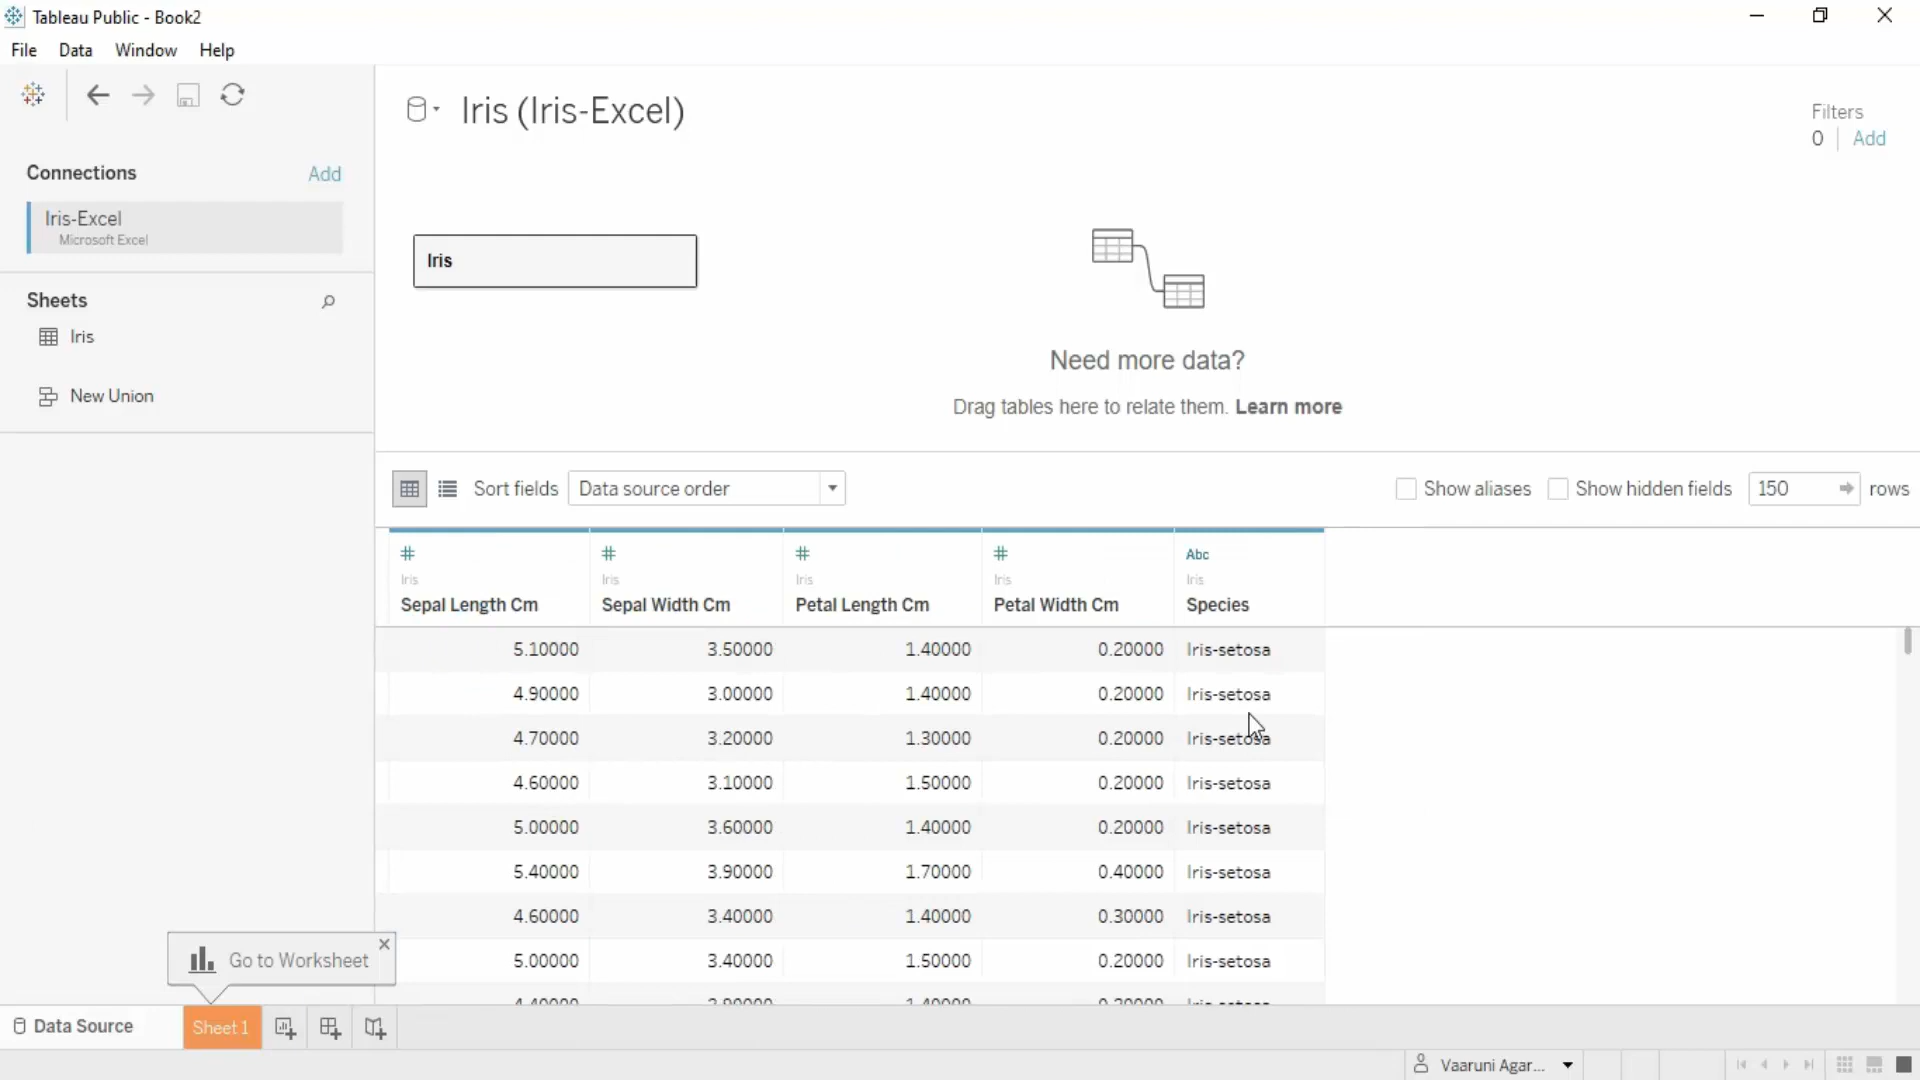 Tableau Public - Book2
File Data Window Help
Iris (Iris-Excel)
Filters
0 Add
Connections Add
Iris-Excel
Microsoft Excel
Iris
Sheets
Iris
New Union
Need more data?
Drag tables here to relate them. Learn more
Sort fields Data source order Show aliases Show hidden fields 150 rows
# # # # Abc
Iris Iris Iris Iris Iris
Sepal Length Cm Sepal Width Cm Petal Length Cm Petal Width Cm Species
5.10000 3.50000 1.40000 0.20000 Iris-setosa
4.90000 3.00000 1.40000 0.20000 Iris-setosa
4.70000 3.20000 1.30000 0.20000 Iris-setosa
4.60000 3.10000 1.50000 0.20000 Iris-setosa
5.00000 3.60000 1.40000 0.20000 Iris-setosa
5.40000 3.90000 1.70000 0.40000 Iris-setosa
4.60000 3.40000 1.40000 0.30000 Iris-setosa
5.00000 3.40000 1.50000 0.20000 Iris-setosa
Go to Worksheet
Data Source Sheet 1
Vaaruni Agar...